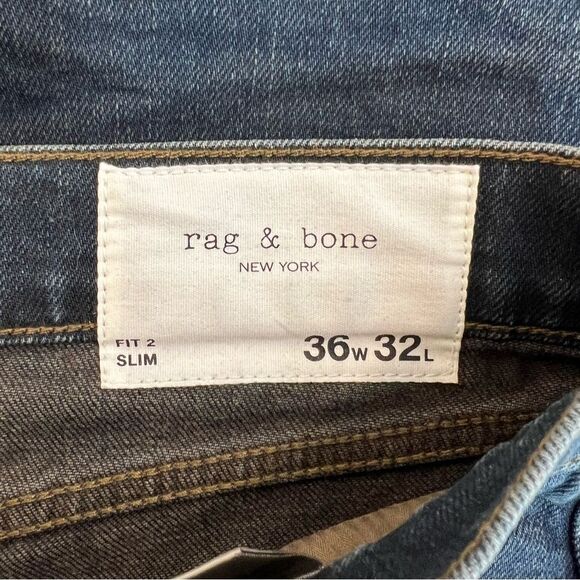 rag & bone
NEW YORK
FIT 2
SLIM
36W 32L